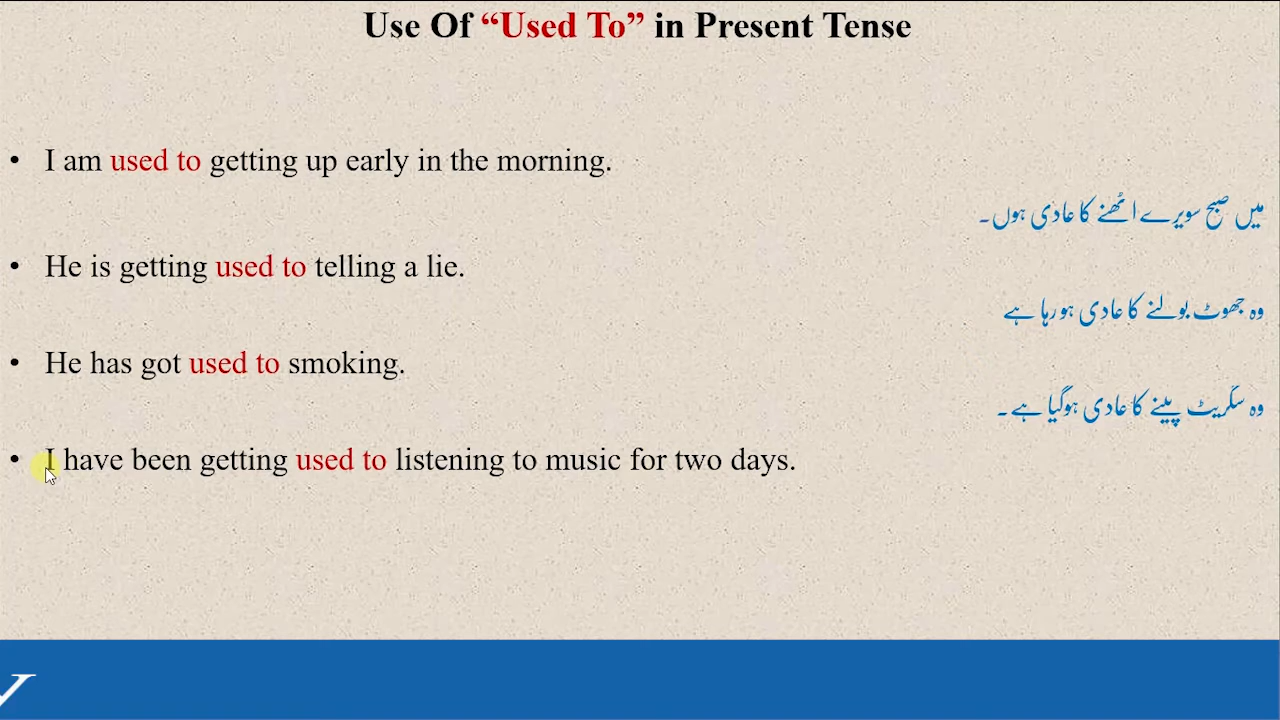 Use Of “Used To” in Present Tense
• I am used to getting up early in the morning.
میں صبح سویرے اٹھنے کا عادی ہوں۔
• He is getting used to telling a lie.
وہ جھوٹ بولنے کا عادی ہو رہا ہے
• He has got used to smoking.
وہ سگریٹ پینے کا عادی ہوگیا ہے۔
• I have been getting used to listening to music for two days.